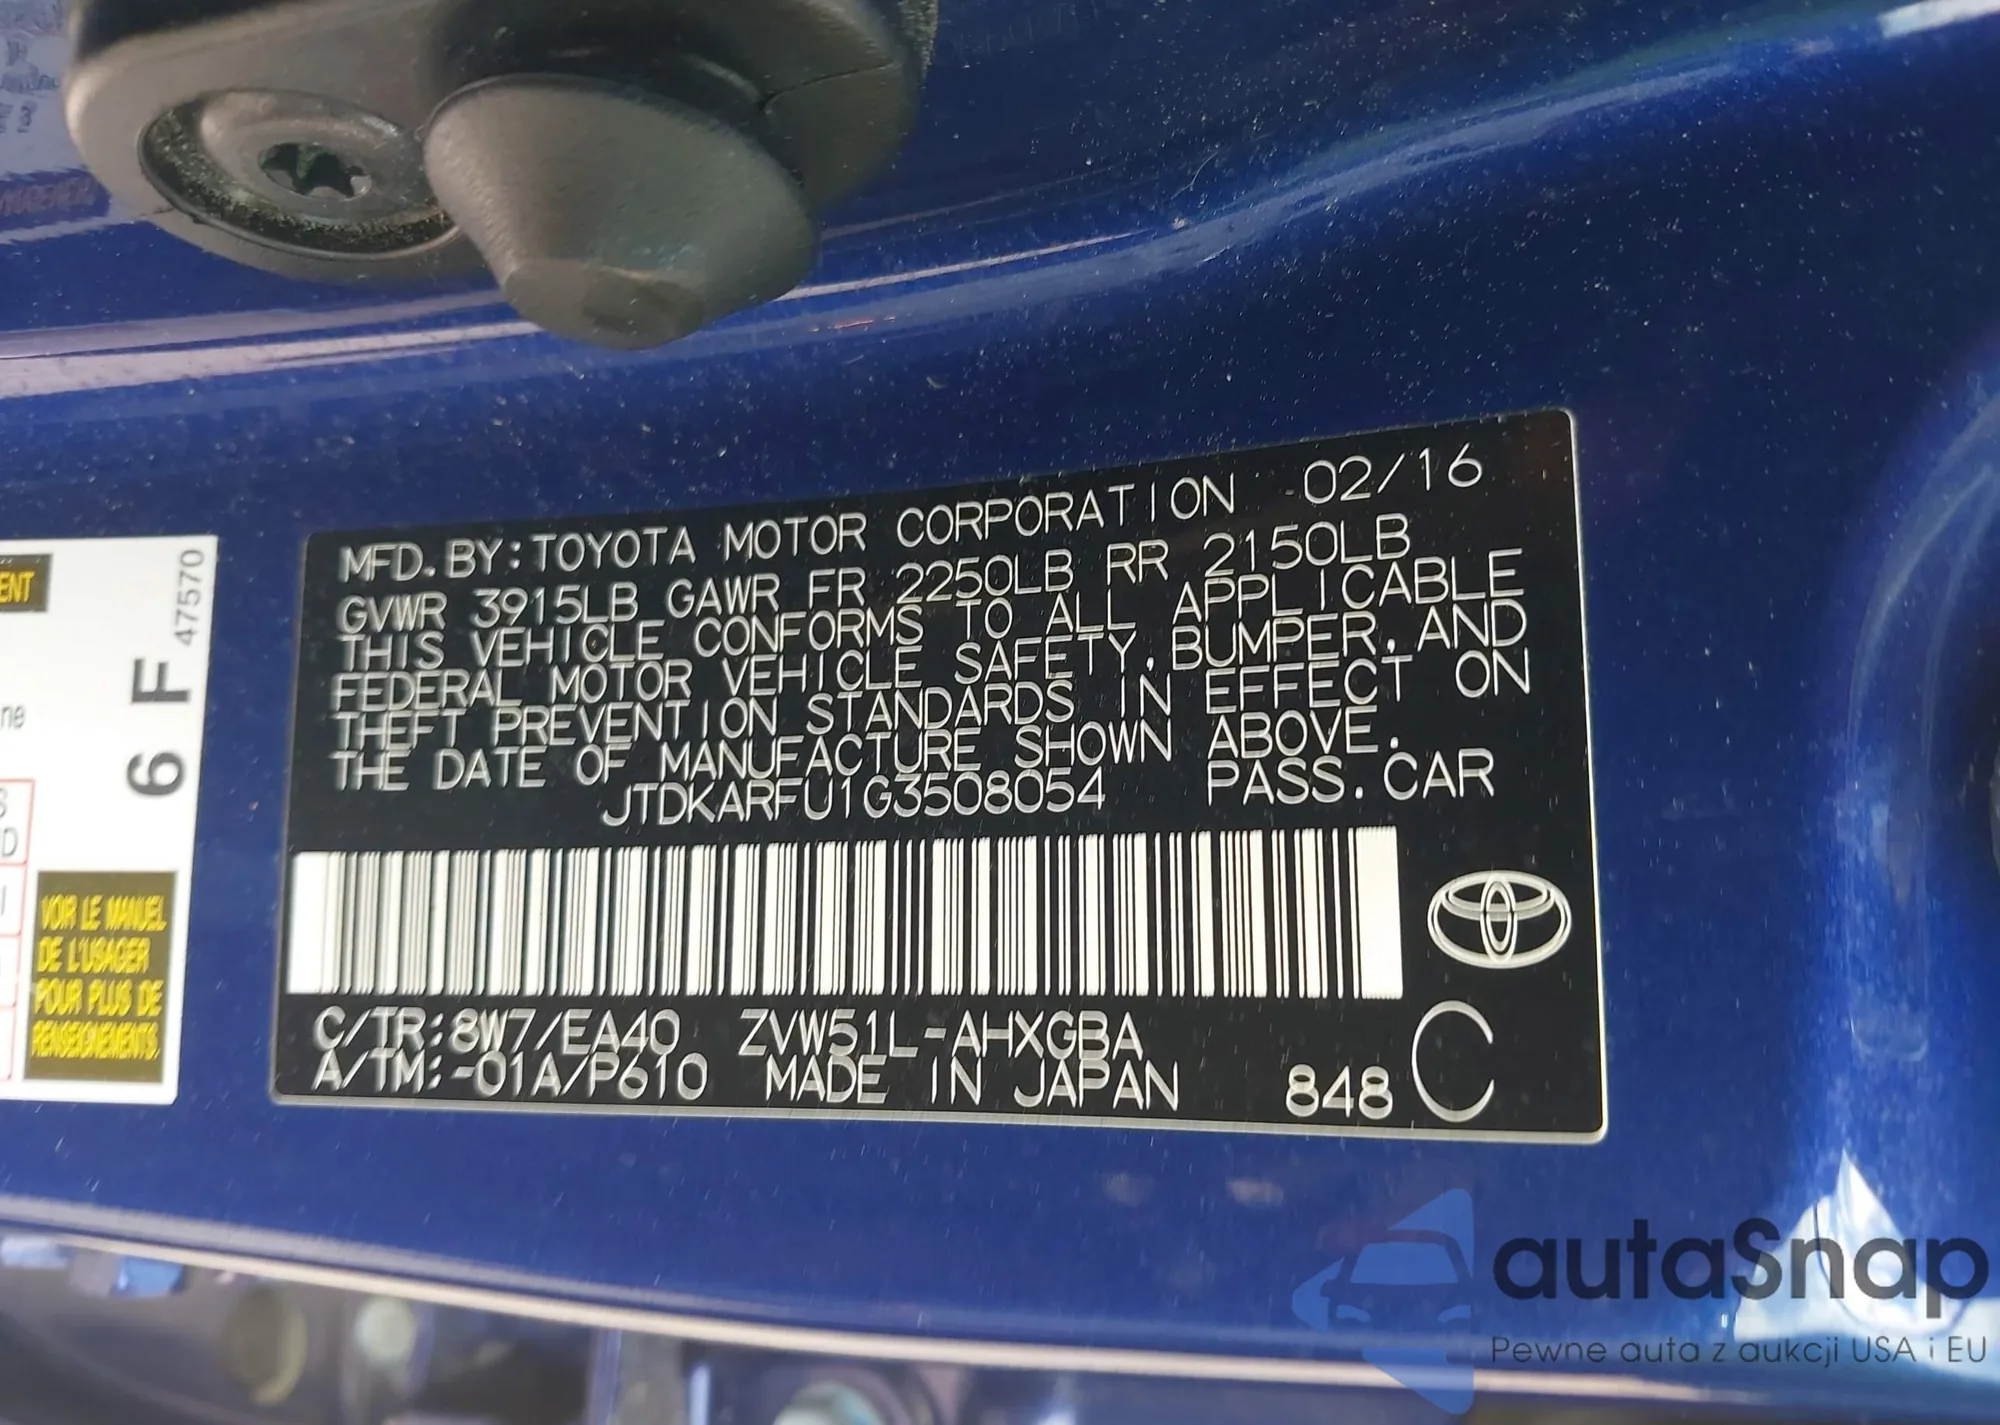 MFD.BY:TOYOTA MOTOR CORPORATION 02/16
GVWR 3915LB GAWR FR 2250LB RR 2150LB
THIS VEHICLE CONFORMS TO ALL APPLICABLE
FEDERAL MOTOR VEHICLE SAFETY, BUMPER, AND
THEFT PREVENTION STANDARDS IN EFFECT ON
THE DATE OF MANUFACTURE SHOWN ABOVE.
JTDKARFU1G3508054 PASS.CAR
C/TR:8W7/EA40 ZVW51L-AHXGBA
A/TM:-01A/P610 MADE IN JAPAN 848 C
6 F 47570
VOIR LE MANUEL
DE L'USAGER
POUR PLUS DE
RENSEIGNEMENTS.
autaSnap
Pewne auta z aukcji USA i EU